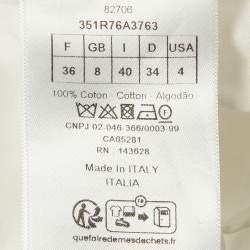 82706
351R76A3763
F GB I D USA
36 8 40 34 4
100% Coton - Cotton - Algodão
CNPJ 02-046-366/0003-99
CA05281
RN 143628
Made in ITALY
ITALIA
FR
quefairedemesdechets.fr